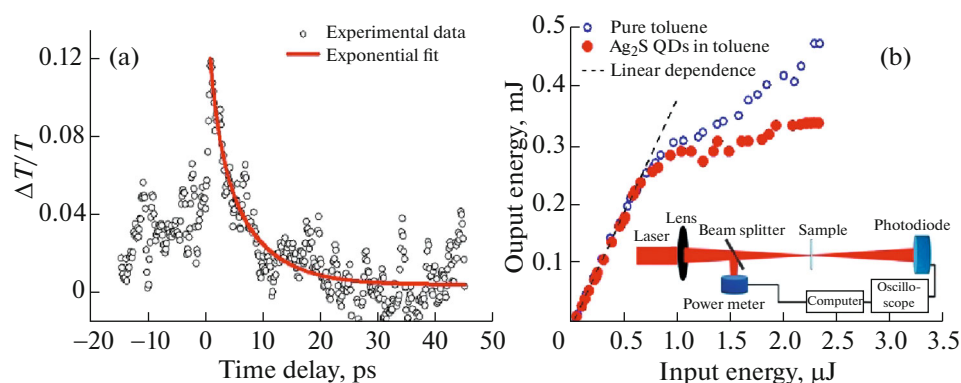 (a)
Experimental data
Exponential fit
ΔT/T
0.12
0.08
0.04
0
−20
−10
0
10
20
30
40
50
Time delay, ps
(b)
Pure toluene
Ag₂S QDs in toluene
Linear dependence
Ouput energy, mJ
0.5
0.4
0.3
0.2
0.1
0
0.5
1.0
1.5
2.0
2.5
3.0
3.5
Input energy, μJ
Laser
Lens
Beam splitter
Sample
Photodiode
Power meter
Computer
Oscillo-
scope